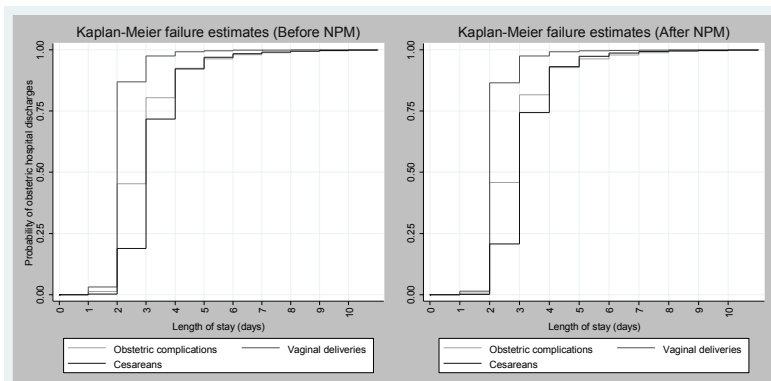 Kaplan-Meier failure estimates (Before NPM)
1.00
0.75
0.50
0.25
0.00
Probability of obstetric hospital discharges
0 1 2 3 4 5 6 7 8 9 10
Length of stay (days)
Obstetric complications Vaginal deliveries
Cesareans
Kaplan-Meier failure estimates (After NPM)
1.00
0.75
0.50
0.25
0.00
0 1 2 3 4 5 6 7 8 9 10
Length of stay (days)
Obstetric complications Vaginal deliveries
Cesareans